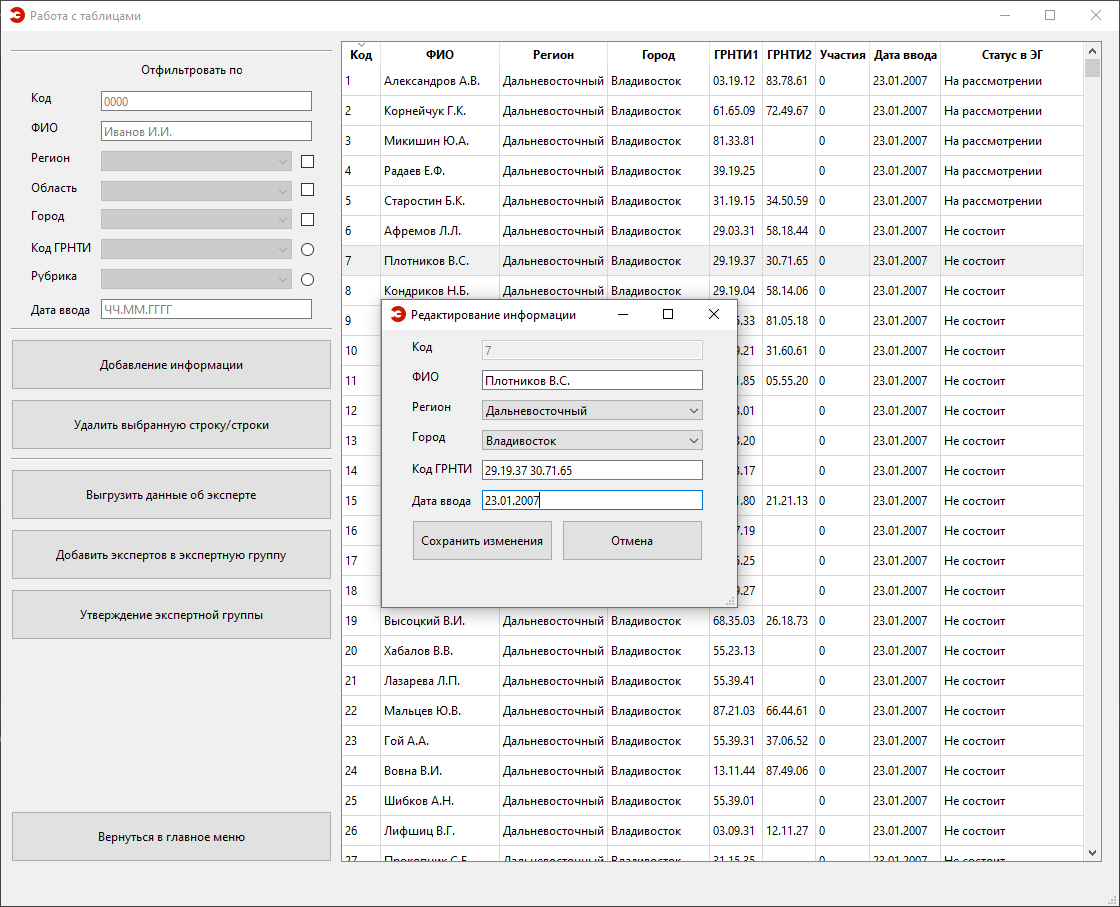 Работа с таблицами
Отфильтровать по
Код 0000
ФИО Иванов И.И.
Регион
Область
Город
Код ГРНТИ
Рубрика
Дата ввода ЧЧ.ММ.ГГГГ
Добавление информации
Удалить выбранную строку/строки
Выгрузить данные об эксперте
Добавить экспертов в экспертную группу
Утверждение экспертной группы
Вернуться в главное меню
Код ФИО Регион Город ГРНТИ1 ГРНТИ2 Участия Дата ввода Статус в ЭГ
1 Александров А.В. Дальневосточный Владивосток 03.19.12 83.78.61 0 23.01.2007 На рассмотрении
2 Корнейчук Г.К. Дальневосточный Владивосток 61.65.09 72.49.67 0 23.01.2007 На рассмотрении
3 Микишин Ю.А. Дальневосточный Владивосток 81.33.81 0 23.01.2007 На рассмотрении
4 Радаев Е.Ф. Дальневосточный Владивосток 39.19.25 0 23.01.2007 На рассмотрении
5 Старостин Б.К. Дальневосточный Владивосток 31.19.15 34.50.59 0 23.01.2007 На рассмотрении
6 Афремов Л.Л. Дальневосточный Владивосток 29.03.31 58.18.44 0 23.01.2007 Не состоит
7 Плотников В.С. Дальневосточный Владивосток 29.19.37 30.71.65 0 23.01.2007 Не состоит
8 Кондриков Н.Б. Дальневосточный Владивосток 29.19.04 58.14.06 0 23.01.2007 Не состоит
9 .33 81.05.18 0 23.01.2007 Не состоит
10 .21 31.60.61 0 23.01.2007 Не состоит
11 .85 05.55.20 0 23.01.2007 Не состоит
12 .01 0 23.01.2007 Не состоит
13 .20 0 23.01.2007 Не состоит
14 .17 0 23.01.2007 Не состоит
15 .80 21.21.13 0 23.01.2007 Не состоит
16 .19 0 23.01.2007 Не состоит
17 .25 0 23.01.2007 Не состоит
18 .27 0 23.01.2007 Не состоит
19 Высоцкий В.И. Дальневосточный Владивосток 68.35.03 26.18.73 0 23.01.2007 Не состоит
20 Хабалов В.В. Дальневосточный Владивосток 55.23.13 0 23.01.2007 Не состоит
21 Лазарева Л.П. Дальневосточный Владивосток 55.39.41 0 23.01.2007 Не состоит
22 Мальцев Ю.В. Дальневосточный Владивосток 87.21.03 66.44.61 0 23.01.2007 Не состоит
23 Гой А.А. Дальневосточный Владивосток 55.39.31 37.06.52 0 23.01.2007 Не состоит
24 Вовна В.И. Дальневосточный Владивосток 13.11.44 87.49.06 0 23.01.2007 Не состоит
25 Шибков А.Н. Дальневосточный Владивосток 55.39.01 0 23.01.2007 Не состоит
26 Лифшиц В.Г. Дальневосточный Владивосток 03.09.31 12.11.27 0 23.01.2007 Не состоит
27 Дальневосточный Владивосток 31.15.35 0 23.01.2007 Не состоит
Редактирование информации
Код 7
ФИО Плотников В.С.
Регион Дальневосточный
Город Владивосток
Код ГРНТИ 29.19.37 30.71.65
Дата ввода 23.01.2007
Сохранить изменения Отмена